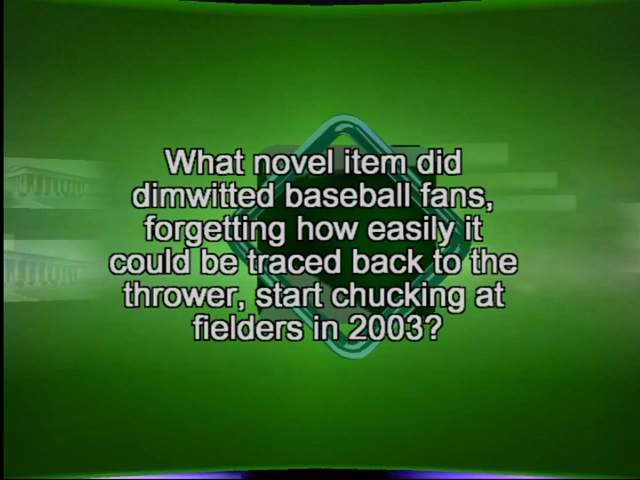 What novel item did
dimwitted baseball fans,
forgetting how easily it
could be traced back to the
thrower, start chucking at
fielders in 2003?